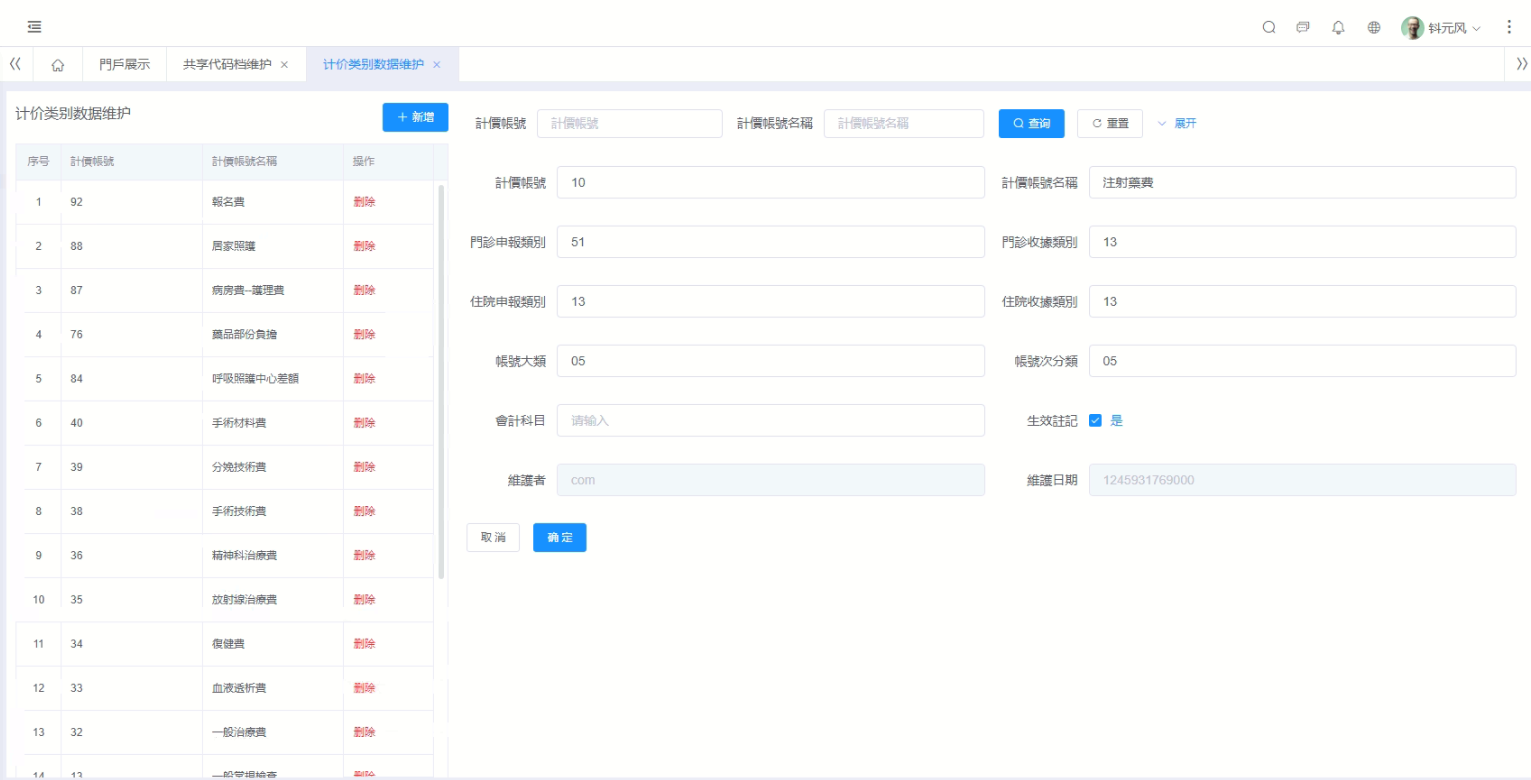 钭元风
門戶展示 共享代码档维护 计价类别数据维护
计价类别数据维护 新增
序号 計價帳號 計價帳號名稱 操作
1 92 報名費 删除
2 88 居家照護 删除
3 87 病房費--護理費 删除
4 76 藥品部份負擔 删除
5 84 呼吸照護中心差額 删除
6 40 手術材料費 删除
7 39 分娩技術費 删除
8 38 手術技術費 删除
9 36 精神科治療費 删除
10 35 放射線治療費 删除
11 34 復健費 删除
12 33 血液透析費 删除
13 32 一般治療費 删除
14 13 一般常規檢查 删除
計價帳號 計價帳號 計價帳號名稱 計價帳號名稱 查询 重置 展开
計價帳號 10 計價帳號名稱 注射藥費
門診申報類別 51 門診收據類別 13
住院申報類別 13 住院收據類別 13
帳號大類 05 帳號次分類 05
會計科目 请输入 生效註記 是
維護者 com 維護日期 1245931769000
取 消 确 定